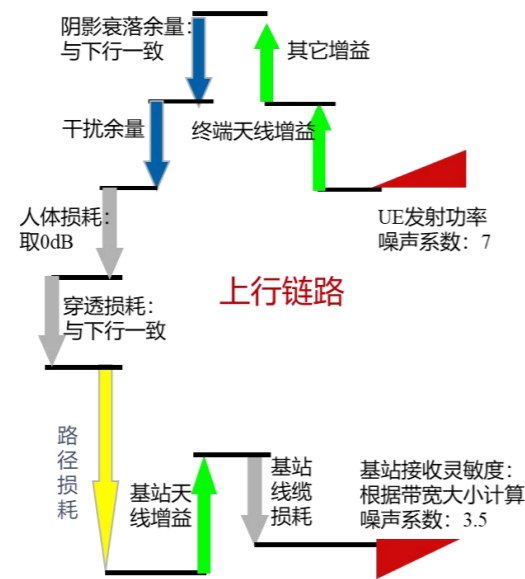 阴影衰落余量:
与下行一致
其它增益
干扰余量
终端天线增益
人体损耗:
取0dB
UE发射功率
噪声系数: 7
上行链路
穿透损耗:
与下行一致
路
径
损
耗
基站天
线增益
基站
线缆
损耗
基站接收灵敏度:
根据带宽大小计算
噪声系数: 3.5